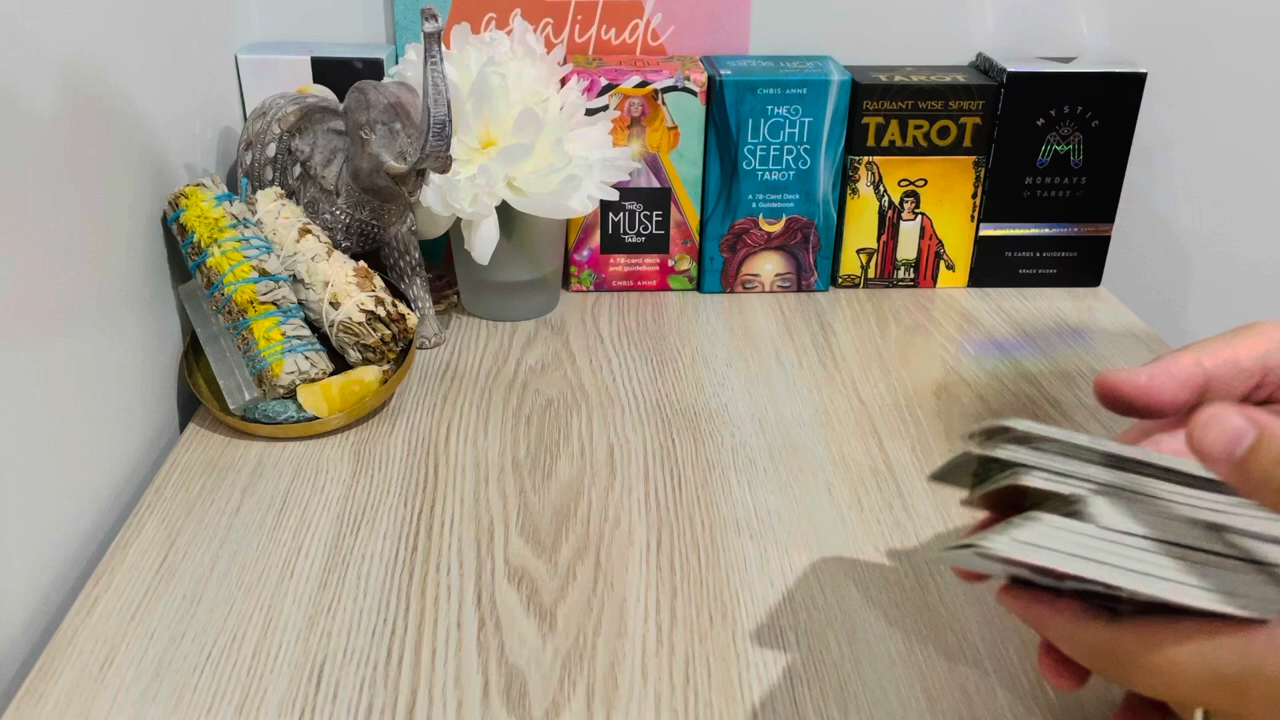 gratitude
THE
MUSE
TAROT
A 78-card deck
and guidebook
CHRIS-ANNE
CHRIS-ANNE
THE
LIGHT
SEER'S
TAROT
A 78-Card Deck
& Guidebook
TAROT
RADIANT WISE SPIRIT
TAROT
MYSTIC
M
MONDAYS
TAROT
78 CARDS & GUIDEBOOK
GRACE DUONG